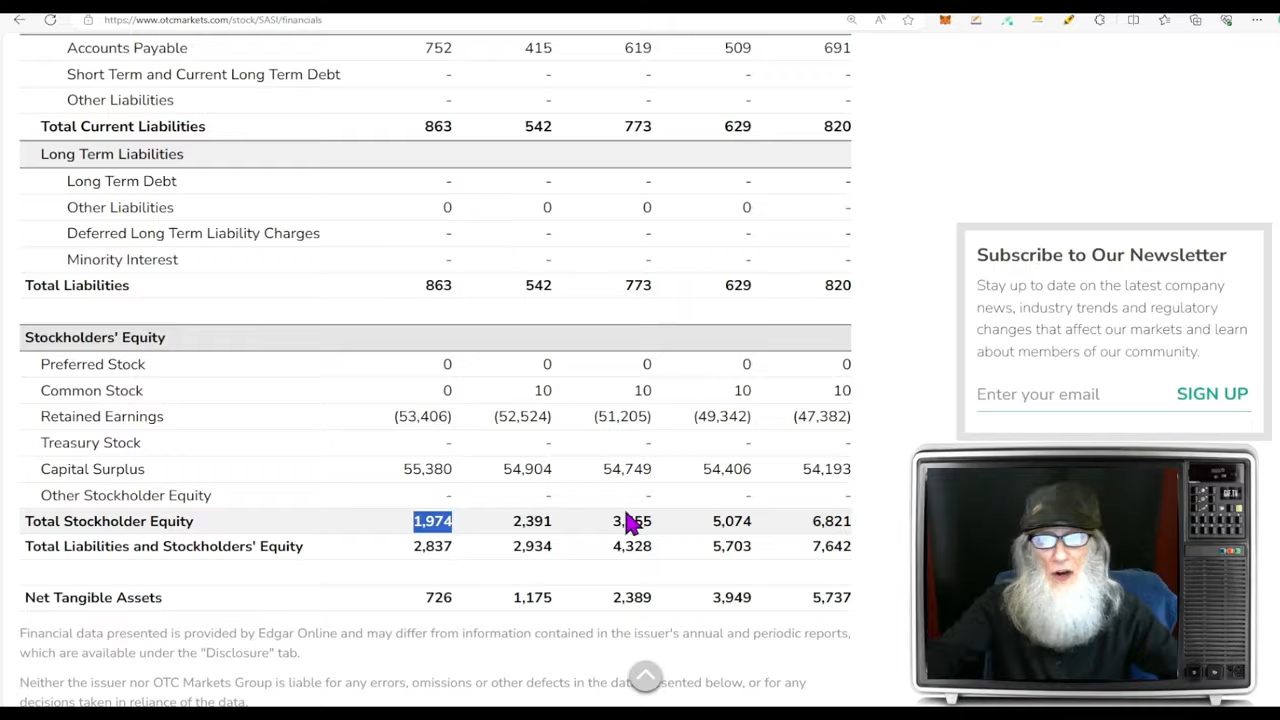 https://www.otcmarkets.com/stock/SASI/financials
Accounts Payable 752 415 619 509 691
Short Term and Current Long Term Debt - - - - -
Other Liabilities - - - - -
Total Current Liabilities 863 542 773 629 820
Long Term Liabilities
Long Term Debt - - - - -
Other Liabilities 0 0 0 0 -
Deferred Long Term Liability Charges - - - - -
Minority Interest - - - - -
Total Liabilities 863 542 773 629 820
Stockholders' Equity
Preferred Stock 0 0 0 0 0
Common Stock 0 10 10 10 10
Retained Earnings (53,406) (52,524) (51,205) (49,342) (47,382)
Treasury Stock - - - - -
Capital Surplus 55,380 54,904 54,749 54,406 54,193
Other Stockholder Equity - - - - -
Total Stockholder Equity 1,974 2,391 5,074 6,821
Total Liabilities and Stockholders' Equity 2,837 2,934 4,328 5,703 7,642
Net Tangible Assets 726 1,175 2,389 3,949 5,737
Financial data presented is provided by Edgar Online and may differ from information contained in the issuer's annual and periodic reports,
which are available under the "Disclosure" tab.
Neither the issuer nor OTC Markets Group is liable for any errors, omissions or other defects in the data presented below, or for any
decisions taken in reliance of the data.
Subscribe to Our Newsletter
Stay up to date on the latest company
news, industry trends and regulatory
changes that affect our markets and learn
about members of our community.
Enter your email SIGN UP